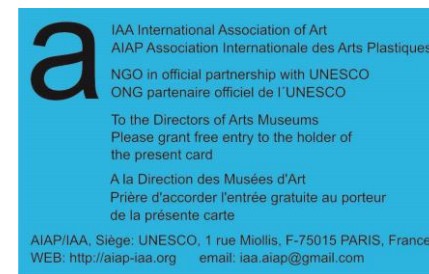 a
IAA International Association of Art
AIAP Association Internationale des Arts Plastiques
NGO in official partnership with UNESCO
ONG partenaire officiel de l´UNESCO
To the Directors of Arts Museums
Please grant free entry to the holder of
the present card
A la Direction des Musées d'Art
Prière d'accorder l'entrée gratuite au porteur
de la présente carte
AIAP/IAA, Siège: UNESCO, 1 rue Miollis, F-75015 PARIS, France
WEB: http://aiap-iaa.org email: iaa.aiap@gmail.com